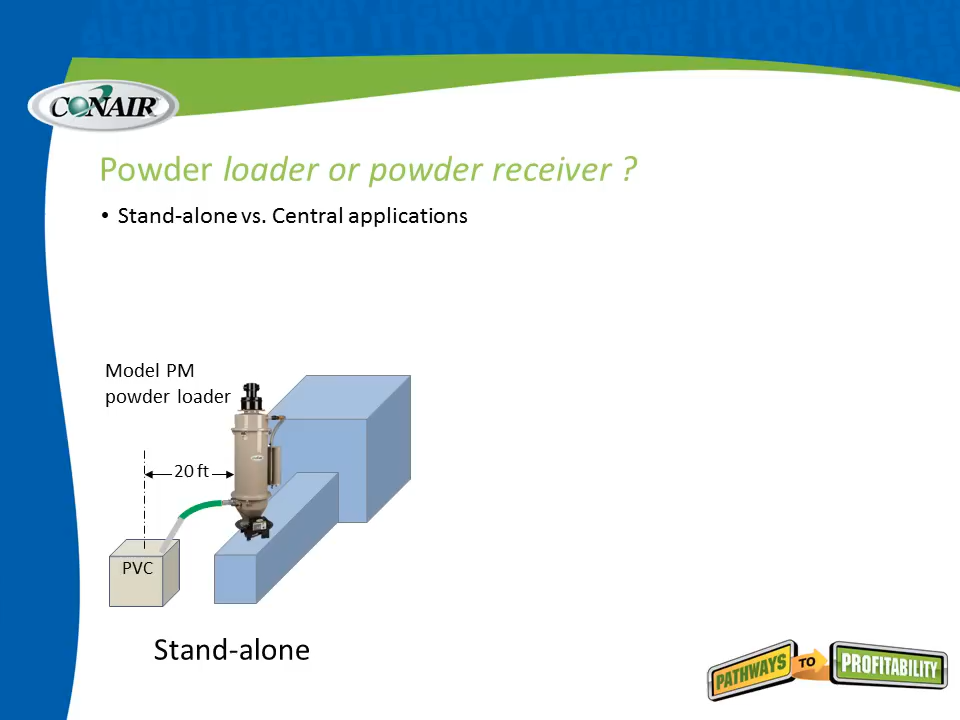 CONAIR
Powder loader or powder receiver ?
• Stand-alone vs. Central applications
Model PM
powder loader
20 ft
PVC
Stand-alone
PATHWAYS TO PROFITABILITY